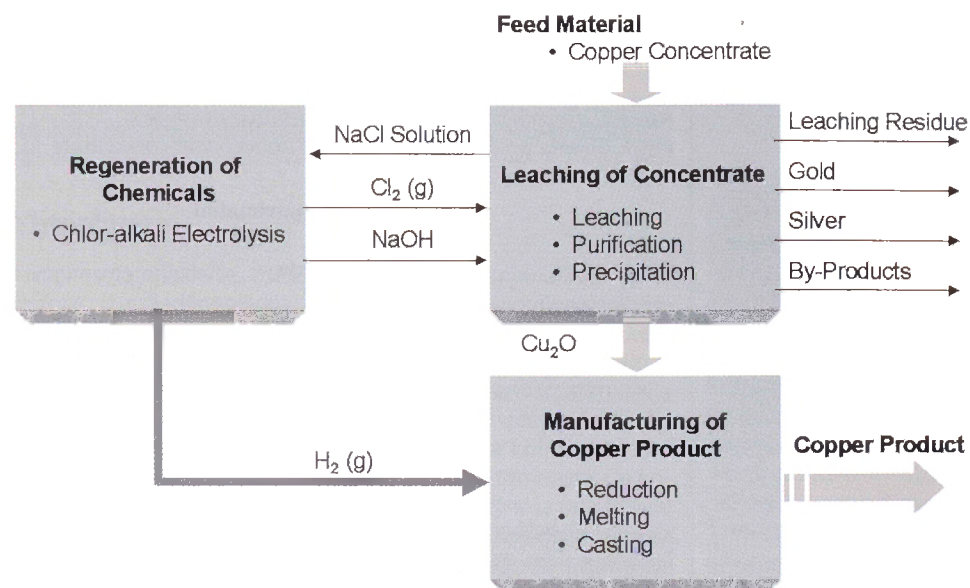 Feed Material
• Copper Concentrate
Regeneration of
Chemicals
• Chlor-alkali Electrolysis
NaCl Solution
Cl₂ (g)
NaOH
Leaching of Concentrate
• Leaching
• Purification
• Precipitation
Leaching Residue
Gold
Silver
By-Products
Cu₂O
H₂ (g)
Manufacturing of
Copper Product
• Reduction
• Melting
• Casting
Copper Product